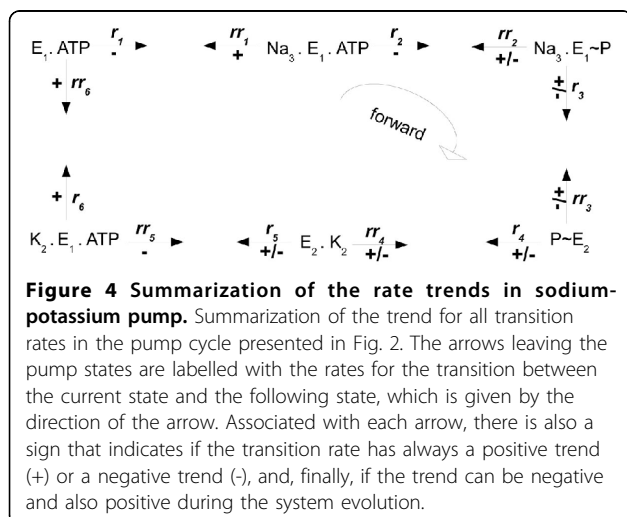 E₁. ATP r₁ - rr₁ + Na₃ . E₁ . ATP r₂ - rr₂ +/- Na₃ . E₁~P
+ rr₆ ± r₃
forward
+ r₆ ± rr₃
K₂ . E₁ . ATP rr₅ - r₅ +/- E₂ . K₂ rr₄ +/- r₄ +/- P~E₂
Figure 4 Summarization of the rate trends in sodium-
potassium pump. Summarization of the trend for all transition
rates in the pump cycle presented in Fig. 2. The arrows leaving the
pump states are labelled with the rates for the transition between
the current state and the following state, which is given by the
direction of the arrow. Associated with each arrow, there is also a
sign that indicates if the transition rate has always a positive trend
(+) or a negative trend (-), and, finally, if the trend can be negative
and also positive during the system evolution.